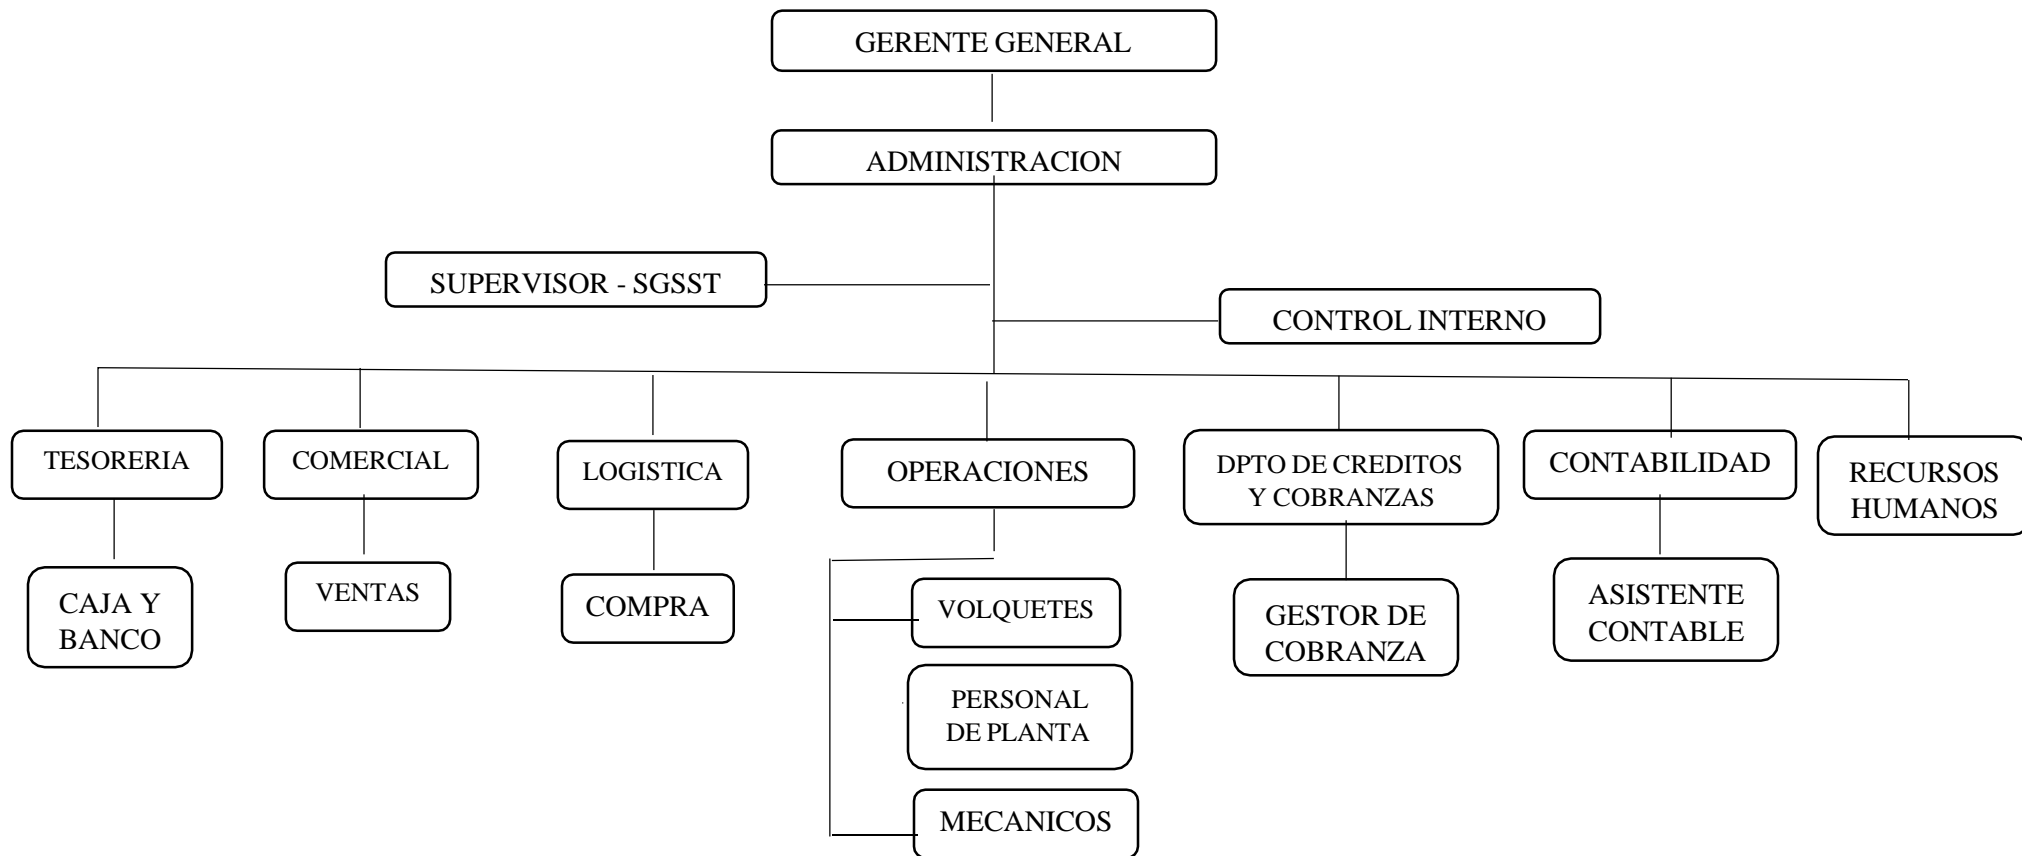 GERENTE GENERAL
ADMINISTRACION
SUPERVISOR - SGSST
CONTROL INTERNO
TESORERIA
COMERCIAL
LOGISTICA
OPERACIONES
DPTO DE CREDITOS
Y COBRANZAS
CONTABILIDAD
RECURSOS
HUMANOS
CAJA Y
BANCO
VENTAS
COMPRA
VOLQUETES
PERSONAL
DE PLANTA
MECANICOS
GESTOR DE
COBRANZA
ASISTENTE
CONTABLE